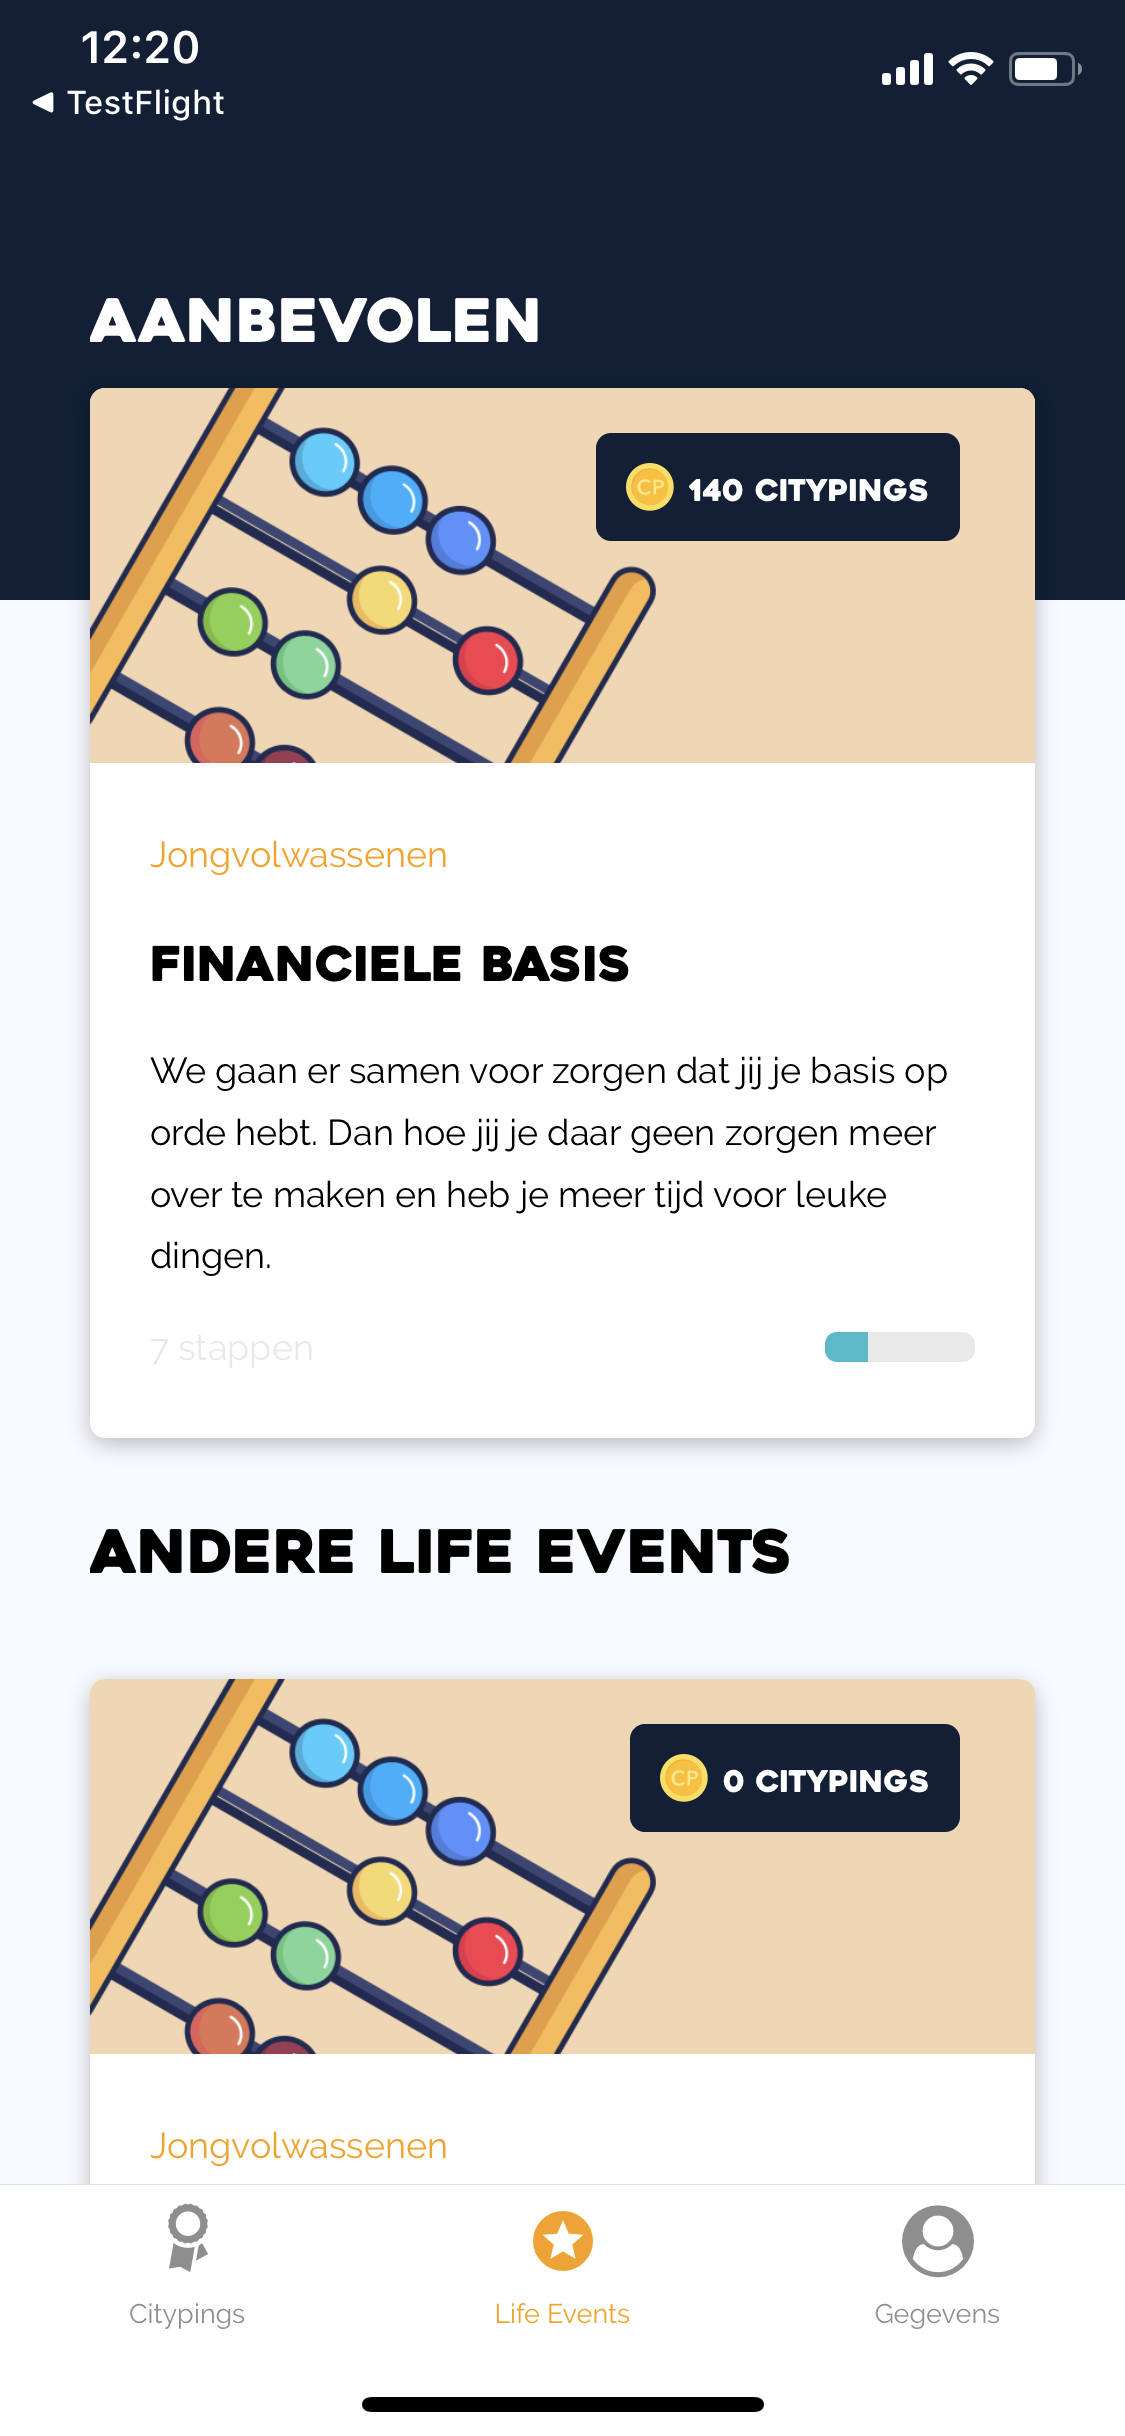 12:20
◀ TestFlight
AANBEVOLEN
CP 140 CITYPINGS
Jongvolwassenen
FINANCIELE BASIS
We gaan er samen voor zorgen dat jij je basis op
orde hebt. Dan hoe jij je daar geen zorgen meer
over te maken en heb je meer tijd voor leuke
dingen.
7 stappen
ANDERE LIFE EVENTS
CP 0 CITYPINGS
Jongvolwassenen
Citypings
Life Events
Gegevens